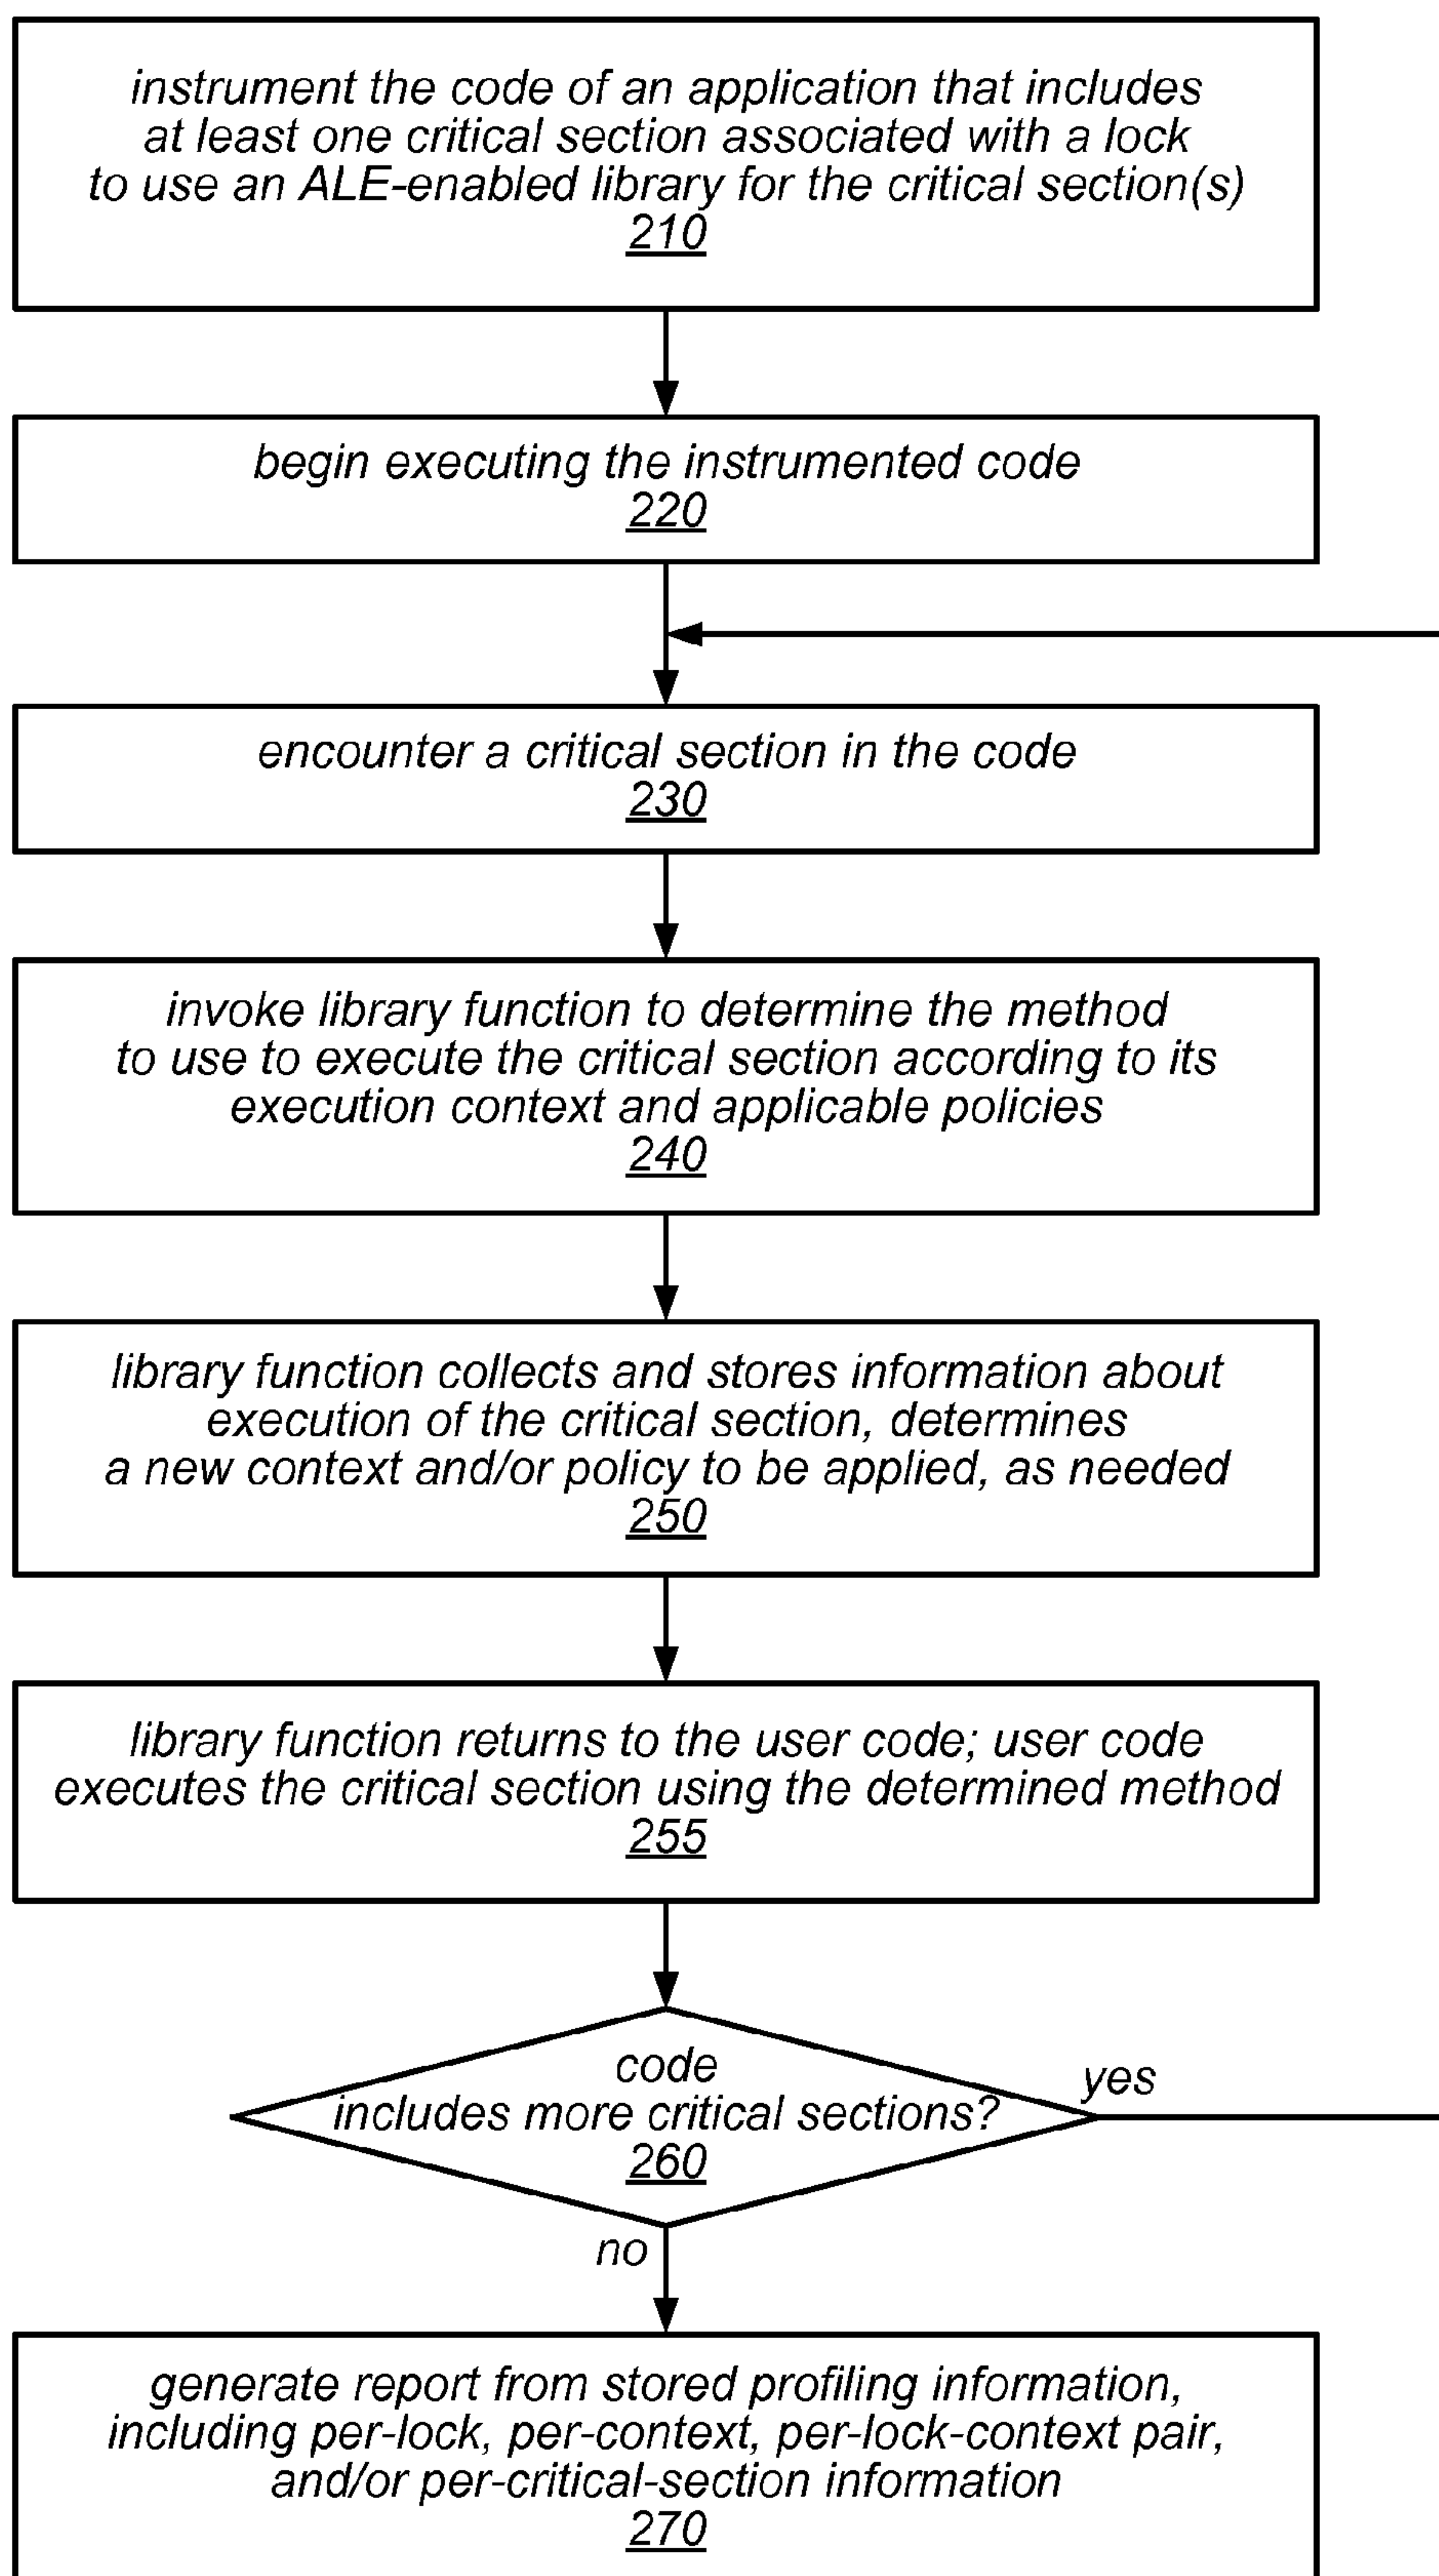 instrument the code of an application that includes
at least one critical section associated with a lock
to use an ALE-enabled library for the critical section(s)
210
begin executing the instrumented code
220
encounter a critical section in the code
230
invoke library function to determine the method
to use to execute the critical section according to its
execution context and applicable policies
240
library function collects and stores information about
execution of the critical section, determines
a new context and/or policy to be applied, as needed
250
library function returns to the user code; user code
executes the critical section using the determined method
255
code
includes more critical sections?
260
yes
no
generate report from stored profiling information,
including per-lock, per-context, per-lock-context pair,
and/or per-critical-section information
270